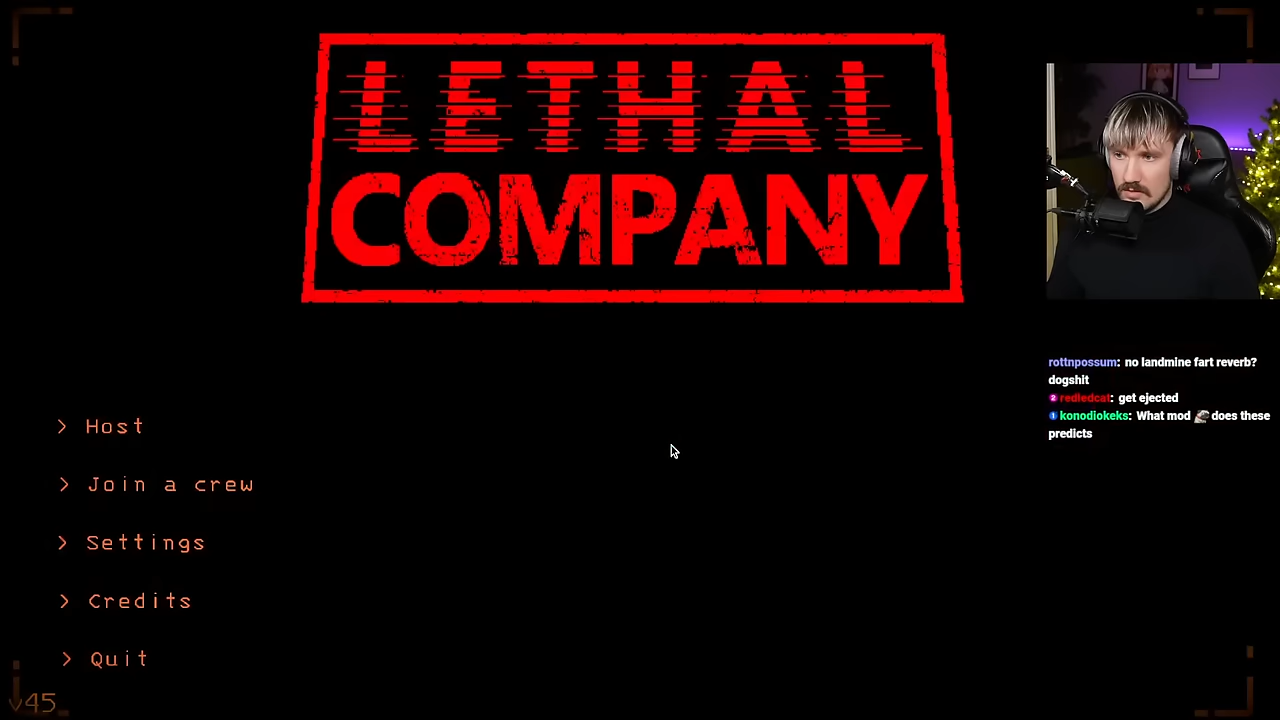 LETHAL
COMPANY
rottnpossum: no landmine fart reverb?
dogshit
redledcat: get ejected
konodiokeks: What mod does these
predicts
> Host
> Join a crew
> Settings
> Credits
> Quit
v45